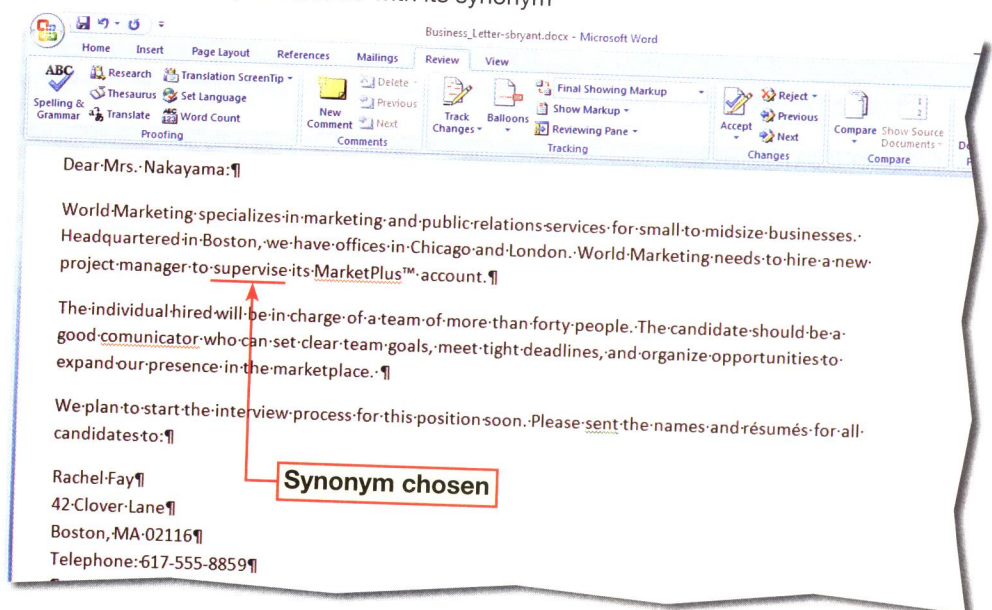 with its synonym
Business_Letter-sbryant.docx - Microsoft Word
Home Insert Page Layout References Mailings Review View
ABC Spelling & Grammar
Research
Thesaurus
Translate
Translation ScreenTip
Set Language
Word Count
Proofing
New Comment
Delete
Previous
Next
Comments
Track Changes
Balloons
Final Showing Markup
Show Markup
Reviewing Pane
Tracking
Accept
Reject
Previous
Next
Changes
Compare
Show Source Documents
Compare
Dear Mrs. Nakayama:¶
World Marketing specializes in marketing and public relations services for small to midsize businesses.
Headquartered in Boston, we have offices in Chicago and London. World Marketing needs to hire a new
project manager to supervise its MarketPlus™ account.¶
The individual hired will be in charge of a team of more than forty people. The candidate should be a
good comunicator who can set clear team goals, meet tight deadlines, and organize opportunities to
expand our presence in the marketplace. ¶
We plan to start the interview process for this position soon. Please sent the names and résumés for all
candidates to:¶
Synonym chosen
Rachel Fay¶
42 Clover Lane¶
Boston, MA 02116¶
Telephone: 617-555-8859¶